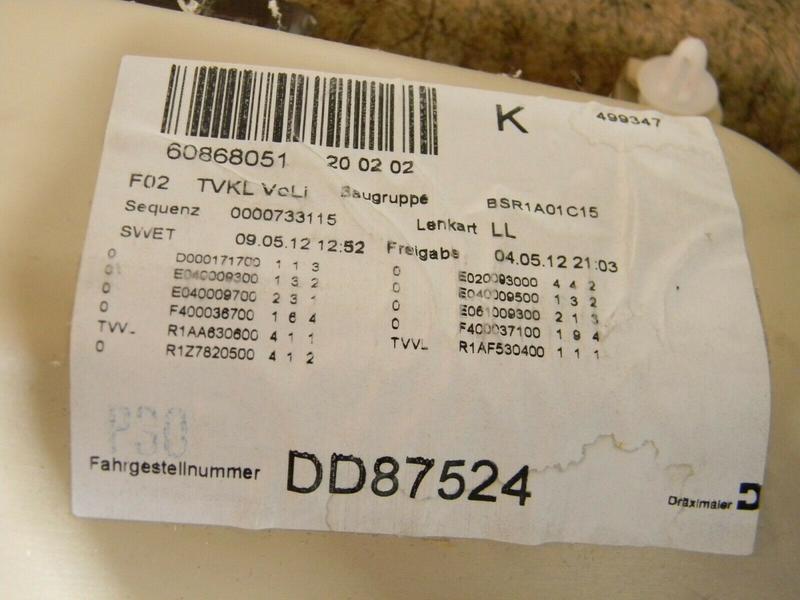 K 499347
60868051 20 02 02
F02 TVKL VoLi Baugruppe BSR1A01C15
Sequenz 0000733115 Lenkart LL
SWET 09.05.12 12:52 Freigabe 04.05.12 21:03
0 D000171700 1 1 3 0 E020093000 4 4 2
0 E040009300 1 3 2 0 E040009500 1 3 2
0 E040009700 2 3 1 0 E061009300 2 1 3
0 F400036700 1 6 4 0 F400037100 1 9 4
TVVL R1AA630600 4 1 1 TVVL R1AF530400 1 1 1
0 R1Z7820500 4 1 2
P30
Fahrgestellnummer DD87524
Dräxlmaier